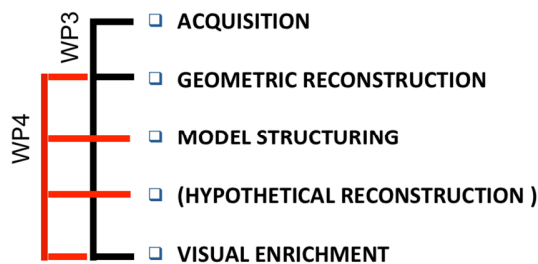 WP3
WP4
ACQUISITION
GEOMETRIC RECONSTRUCTION
MODEL STRUCTURING
(HYPOTHETICAL RECONSTRUCTION )
VISUAL ENRICHMENT